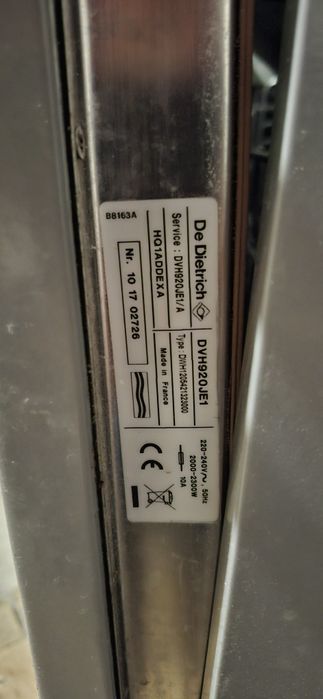 B8163A
De Dietrich
Service : DVH920JE1/A
HQ1ADDEXA
Nr. 10 17 02726
DVH920JE1
Type : DWH1205421323000
Made in France
220-240V~, 50Hz
2000-2300W
10A
CE